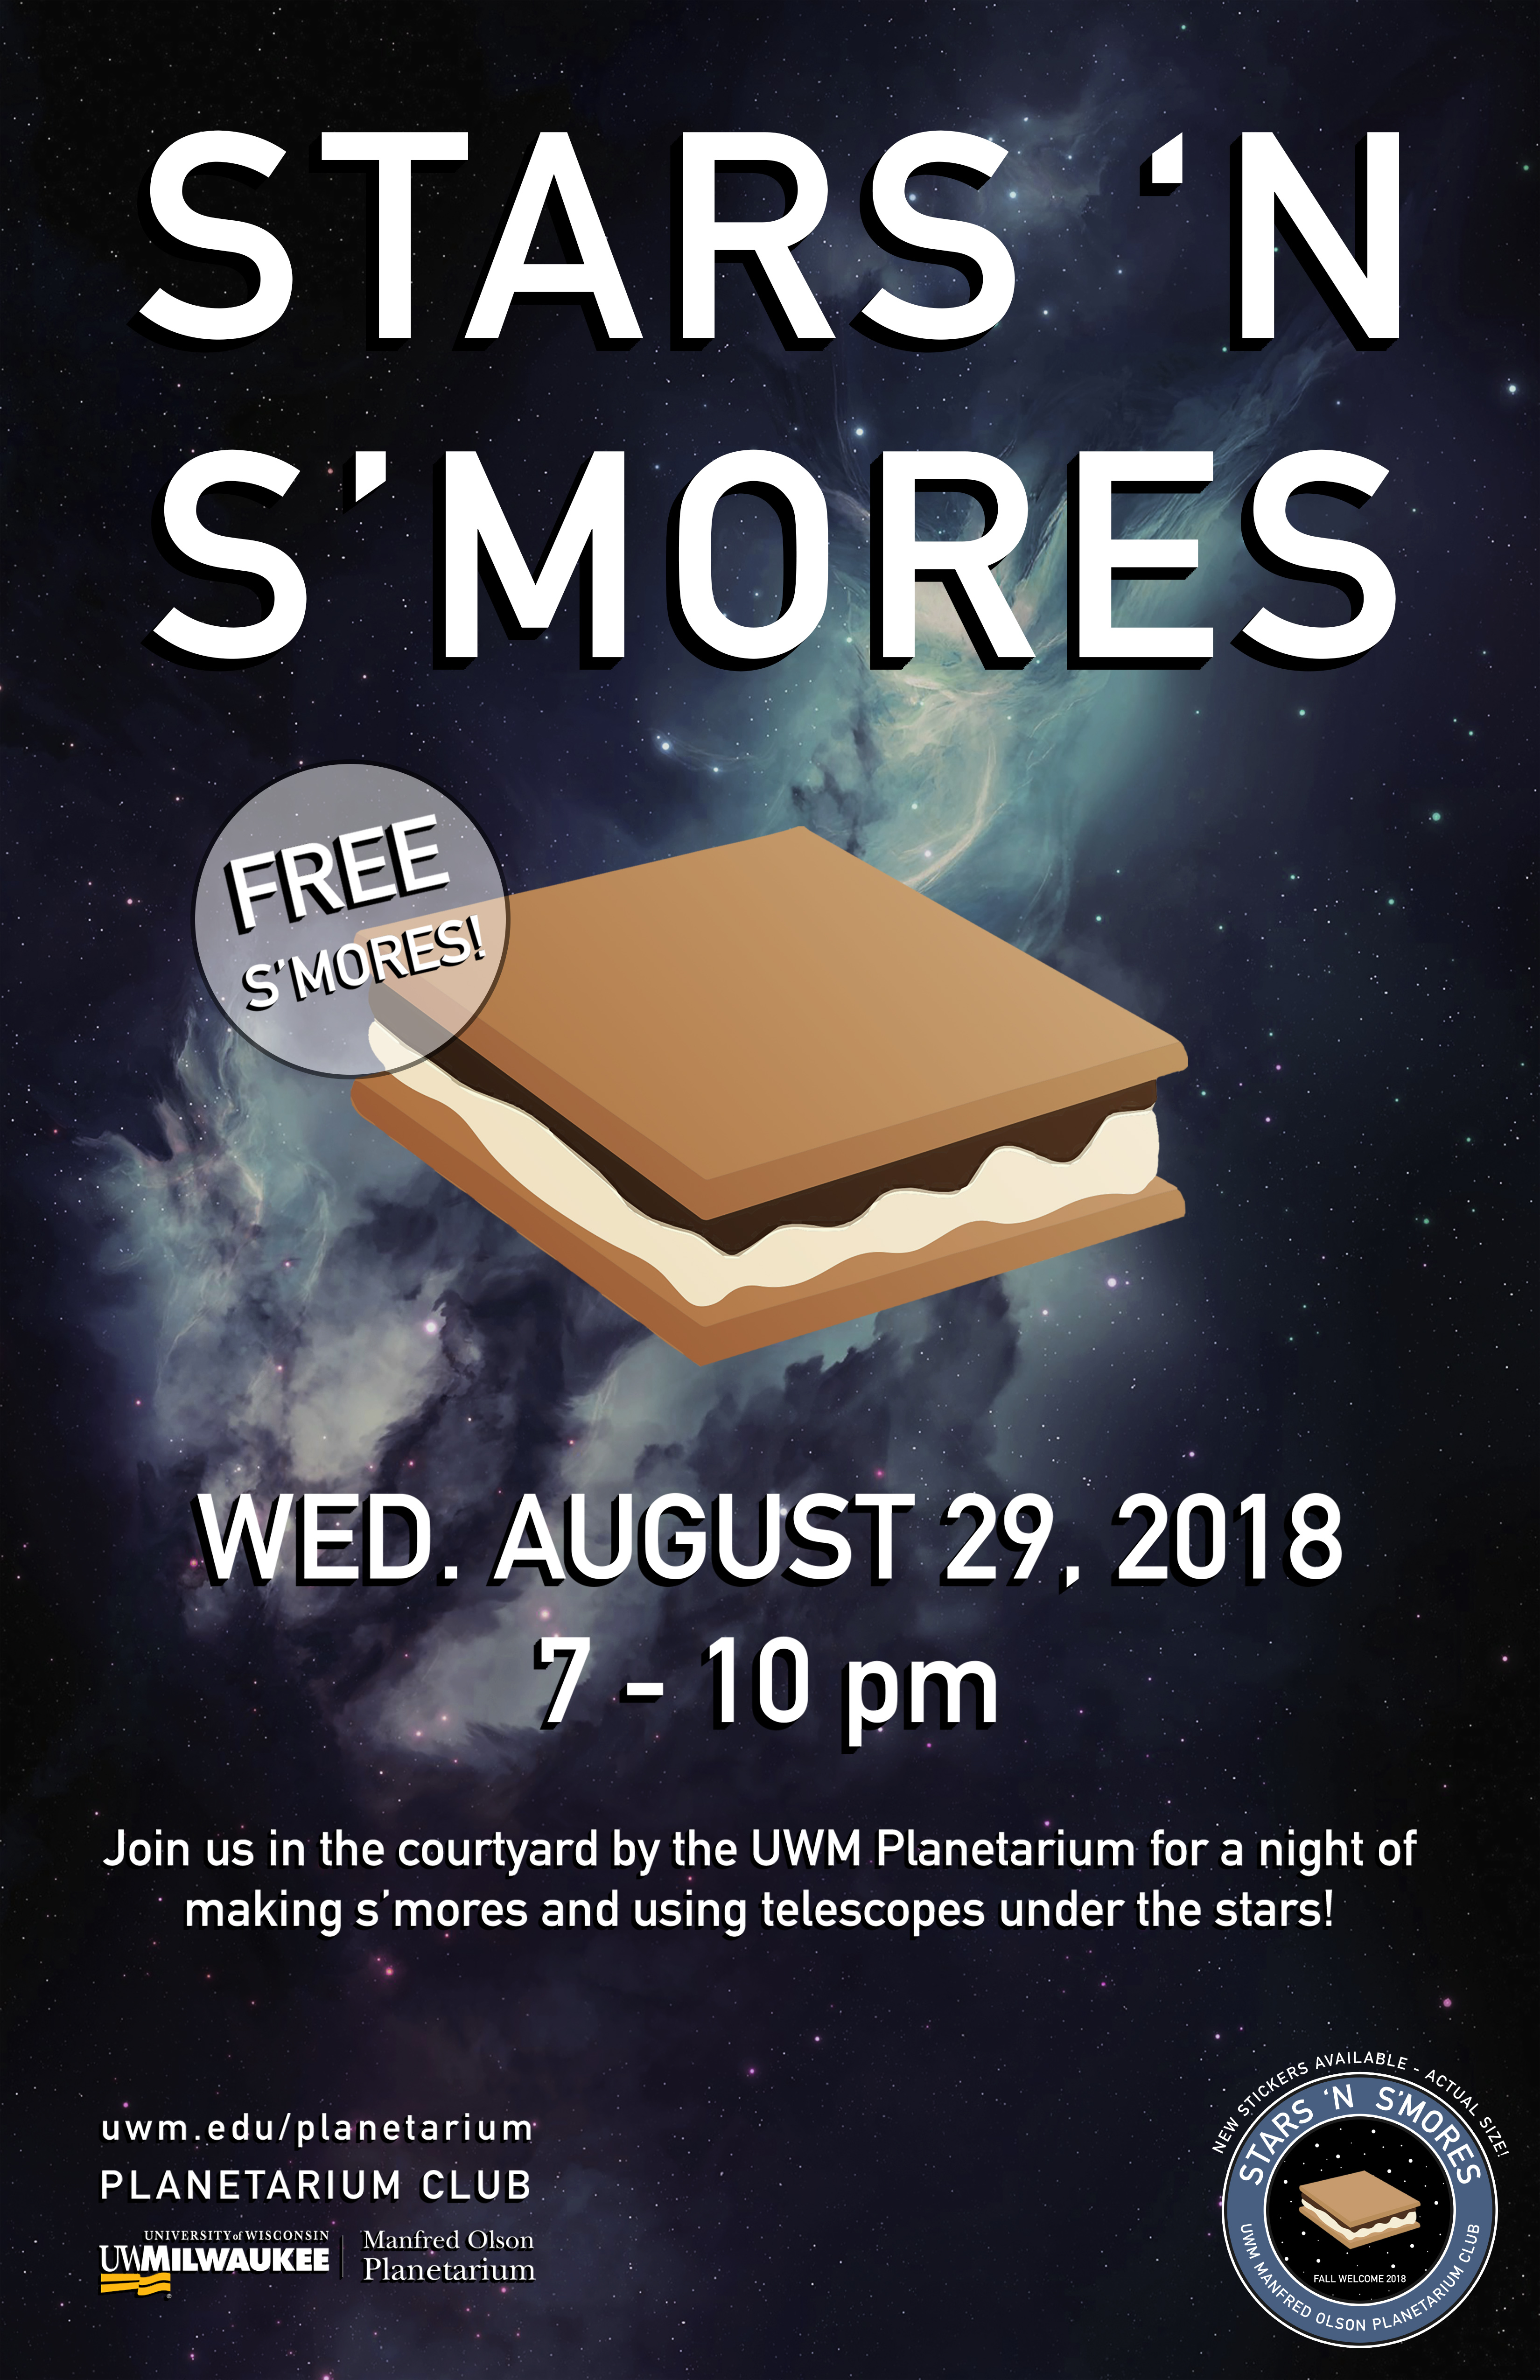 STARS ‘N
S’MORES
FREE
S’MORES!
WED. AUGUST 29, 2018
7 - 10 pm
Join us in the courtyard by the UWM Planetarium for a night of
making s’mores and using telescopes under the stars!
uwm.edu/planetarium
PLANETARIUM CLUB
UNIVERSITY of WISCONSIN
UWMILWAUKEE
Manfred Olson
Planetarium
NEW STICKERS AVAILABLE - ACTUAL SIZE!
STARS ‘N S’MORES
FALL WELCOME 2018
UWM MANFRED OLSON PLANETARIUM CLUB